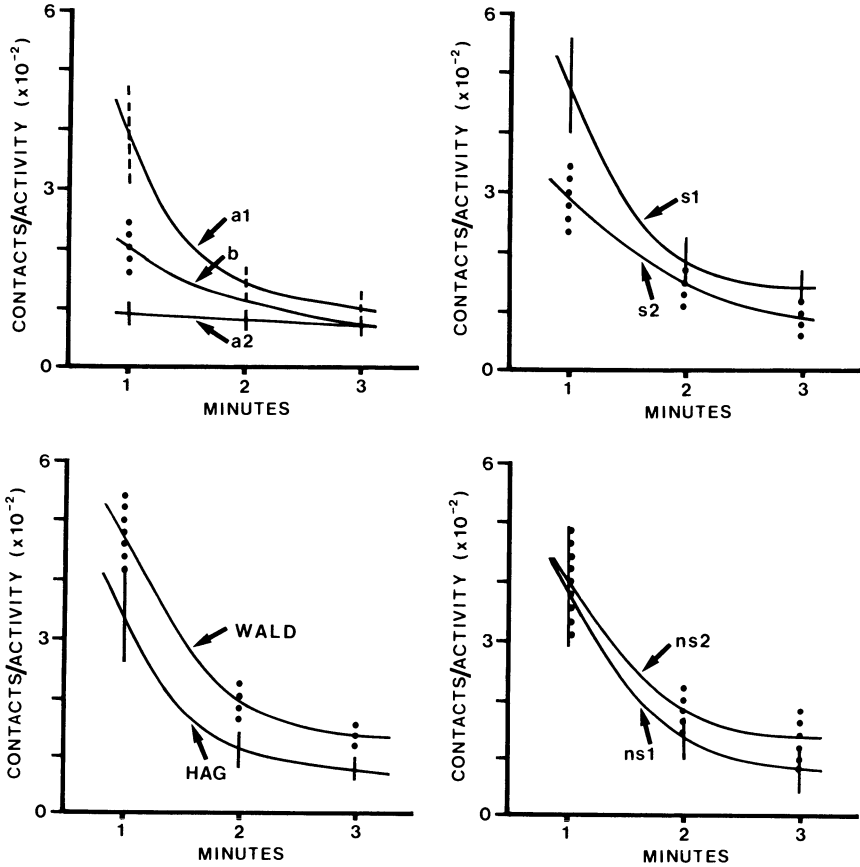 6
CONTACTS/ACTIVITY (x10⁻²)
3
0
a1
b
a2
1 2 3
MINUTES
6
CONTACTS/ACTIVITY (x10⁻²)
3
0
s1
s2
1 2 3
MINUTES
6
CONTACTS/ACTIVITY (x10⁻²)
3
0
WALD
HAG
1 2 3
MINUTES
6
CONTACTS/ACTIVITY (x10⁻²)
3
0
ns2
ns1
1 2 3
MINUTES